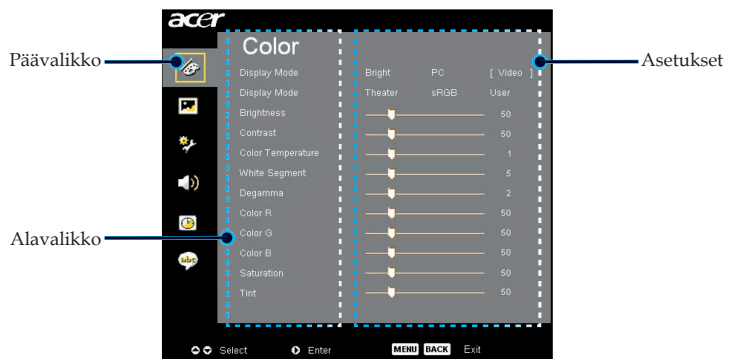 acer
Color
Päävalikko
Asetukset
Display Mode Bright PC [ Video ]
Display Mode Theater sRGB User
Brightness 50
Contrast 50
Color Temperature 1
White Segment 5
Degamma 2
Color R 50
Color G 50
Alavalikko
Color B 50
abc
Saturation 50
Tint 50
Select Enter MENU BACK Exit